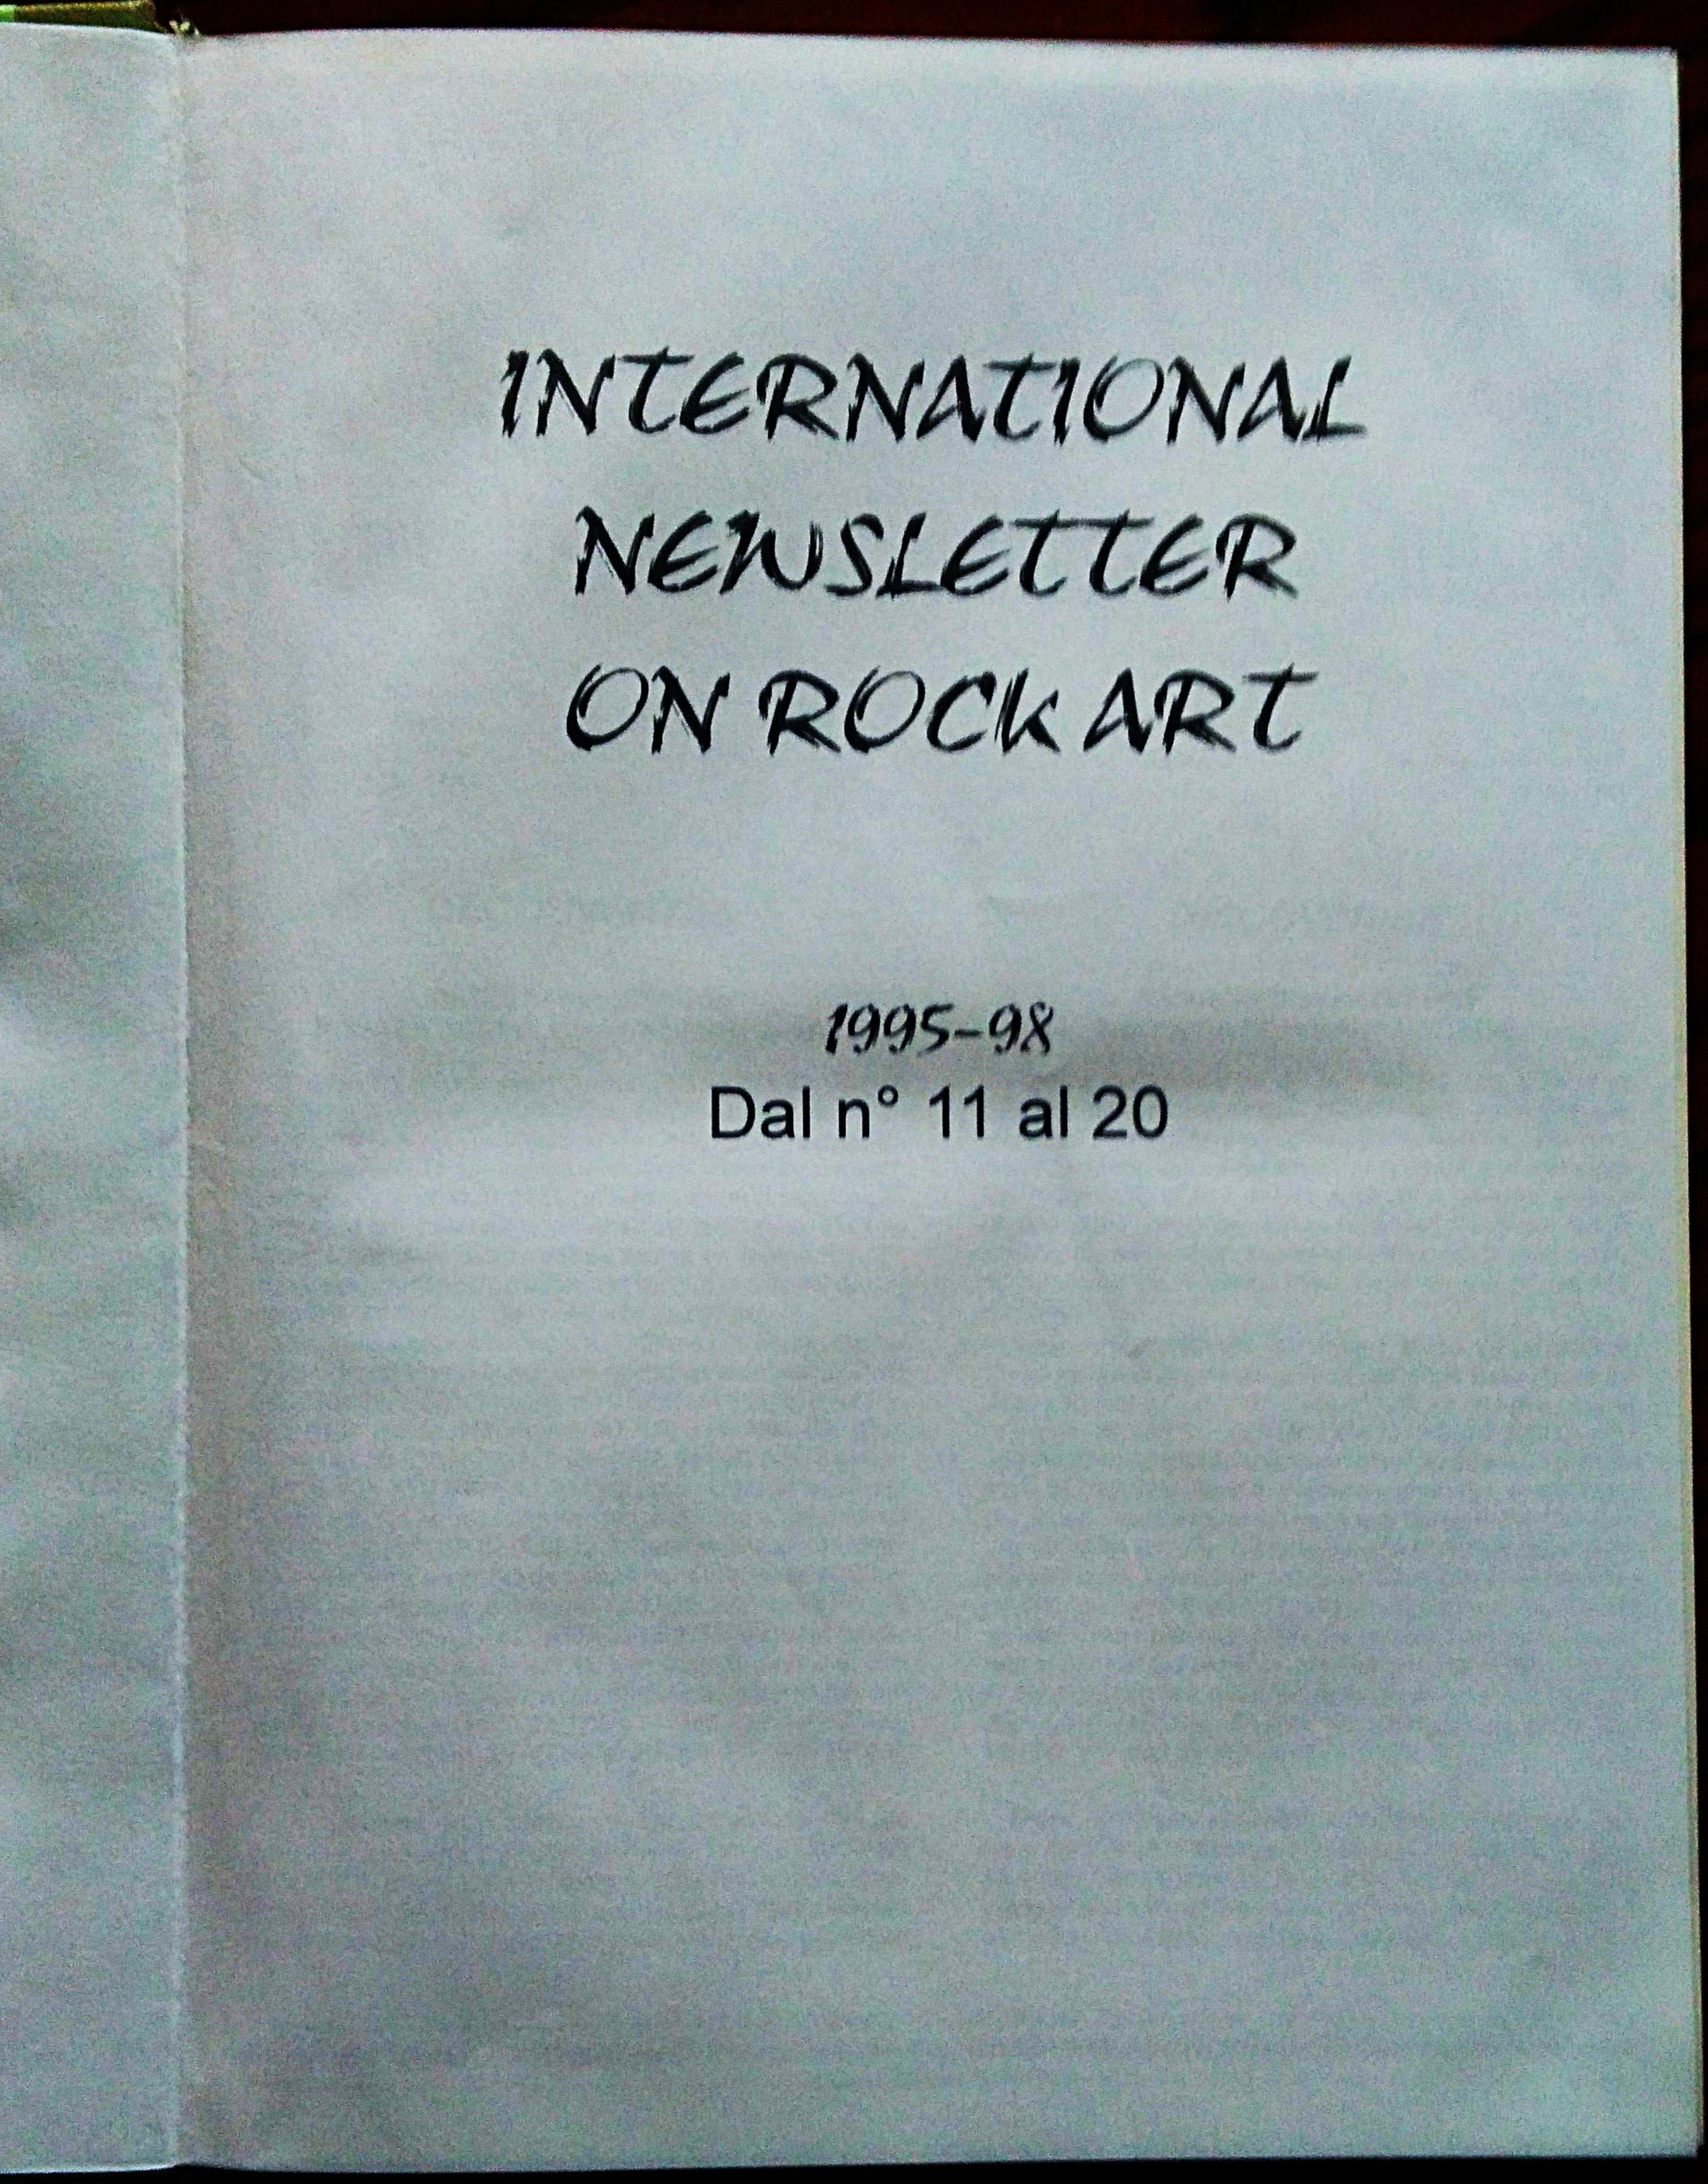 INTERNATIONAL
NEWSLETTER
ON ROCK ART
1995-98
Dal n° 11 al 20